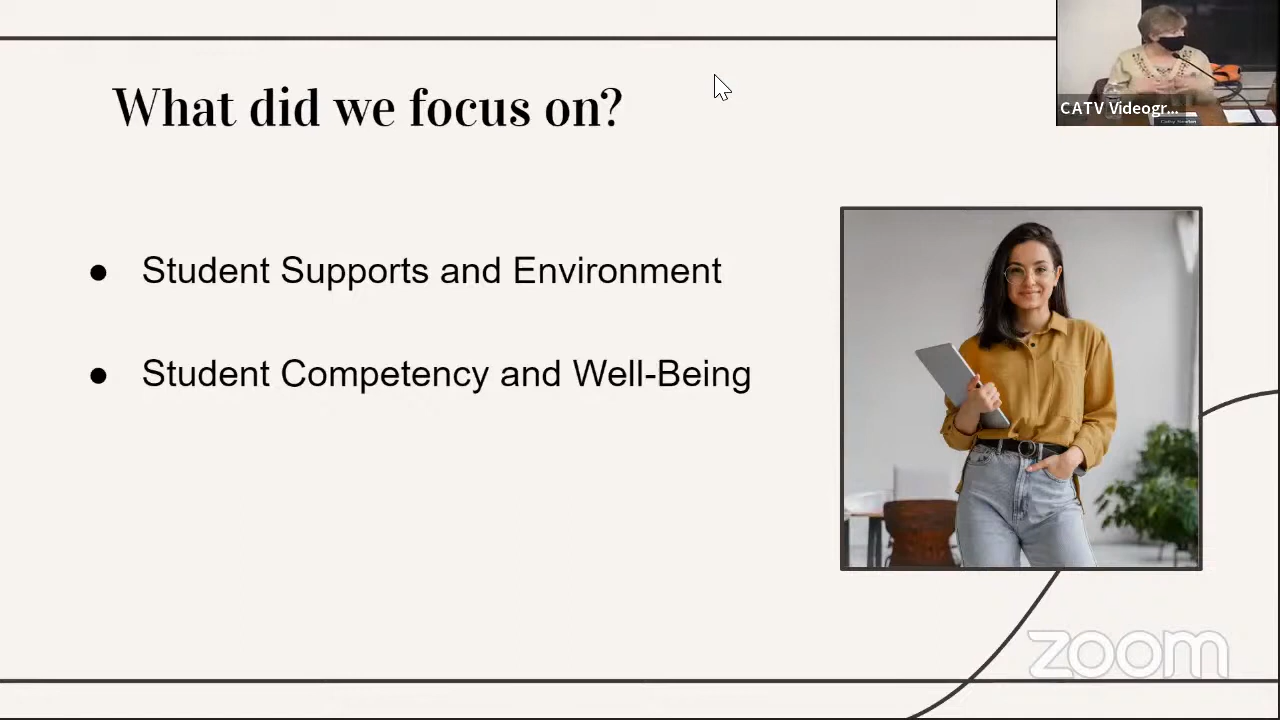 What did we focus on?
CATV Videogr...
● Student Supports and Environment
● Student Competency and Well-Being
zoom